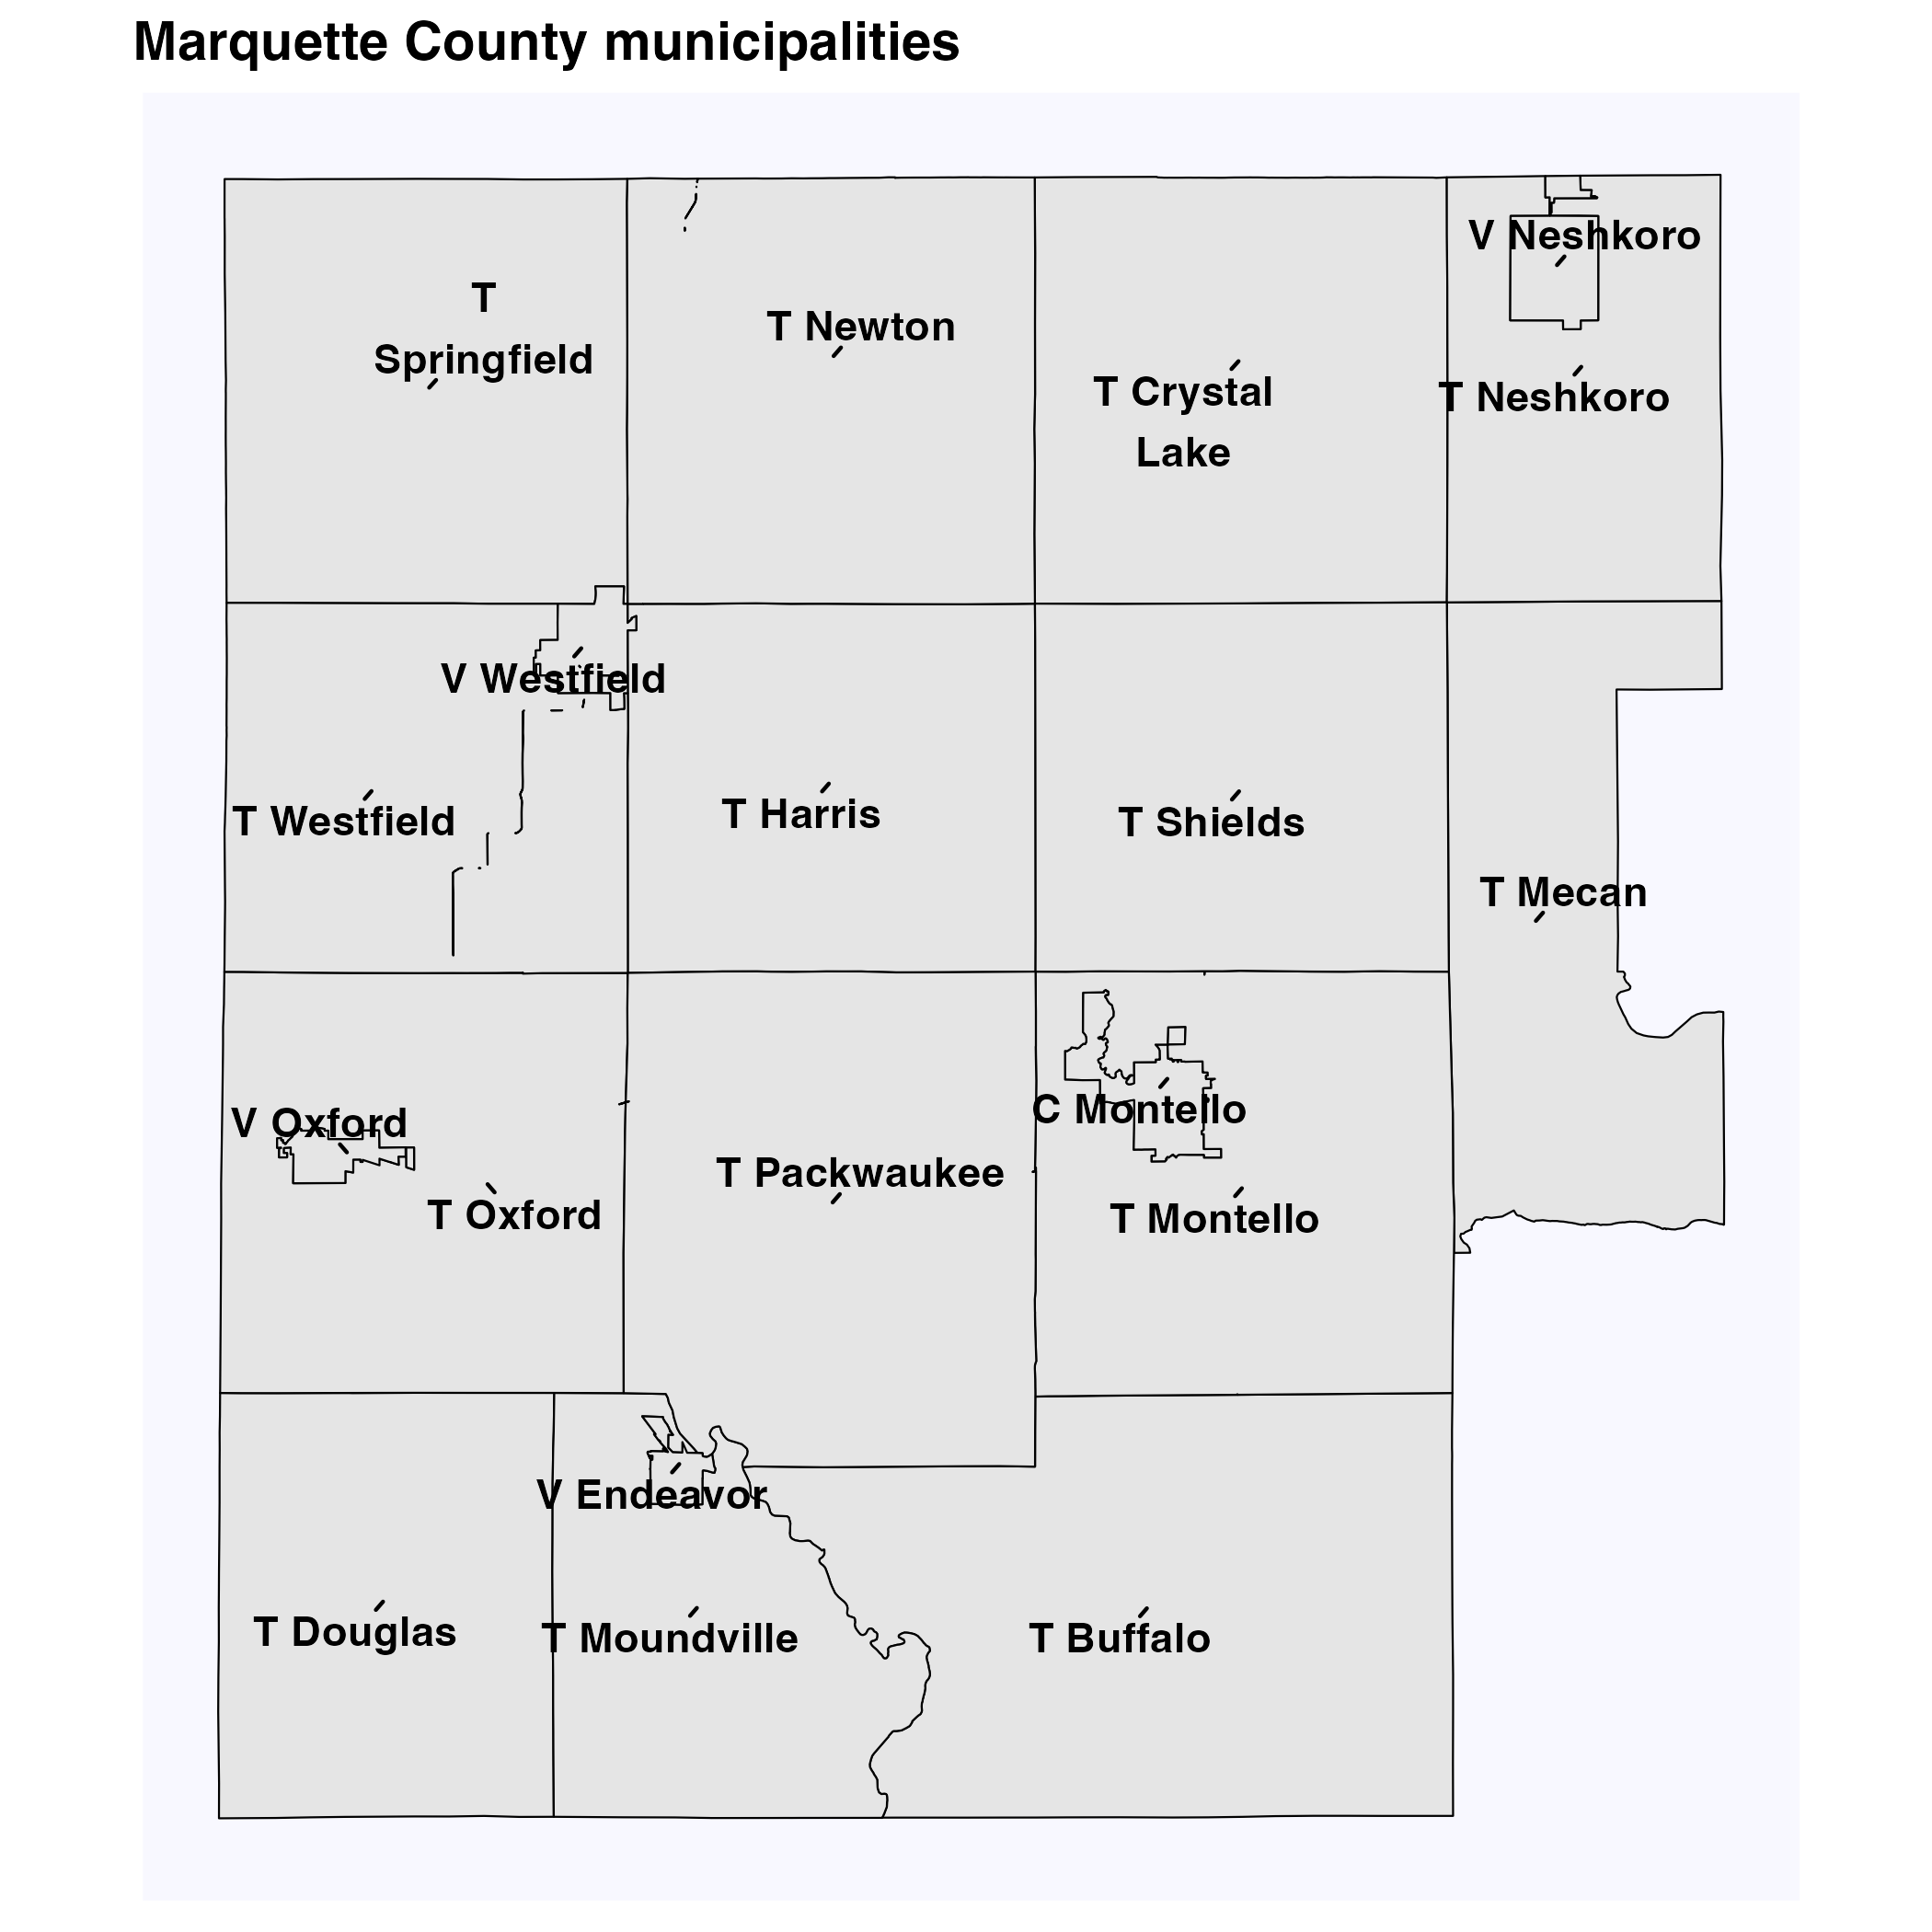 Marquette County municipalities
V Neshkoro
T
Springfield
T Newton
T Crystal
Lake
T Neshkoro
V Westfield
T Westfield
T Harris
T Shields
T Mecan
V Oxford
C Montello
T Packwaukee
T Oxford
T Montello
V Endeavor
T Douglas
T Moundville
T Buffalo